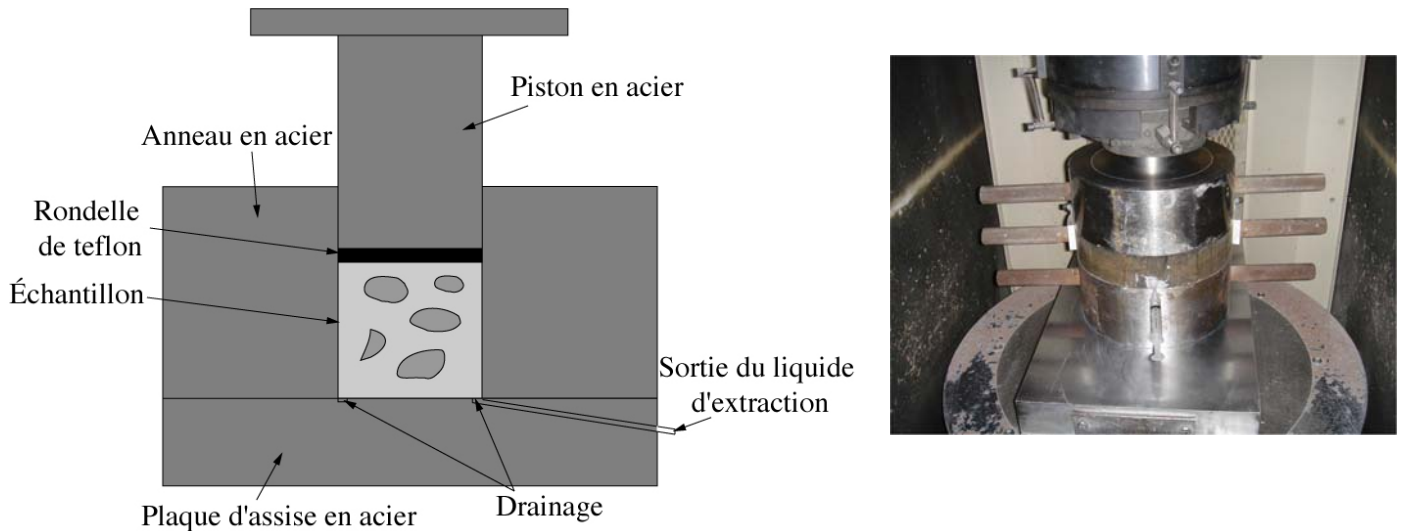 Piston en acier
Anneau en acier
Rondelle
de teflon
Échantillon
Sortie du liquide
d'extraction
Drainage
Plaque d'assise en acier